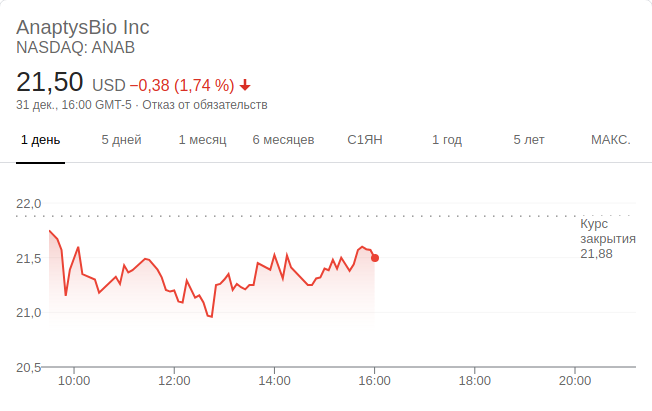 AnaptysBio Inc
NASDAQ: ANAB
21,50 USD −0,38 (1,74 %)
31 дек., 16:00 GMT-5 · Отказ от обязательств
1 день 5 дней 1 месяц 6 месяцев С1ЯН 1 год 5 лет МАКС.
22,0
Курс
закрытия
21,88
21,5
21,0
20,5
10:00 12:00 14:00 16:00 18:00 20:00